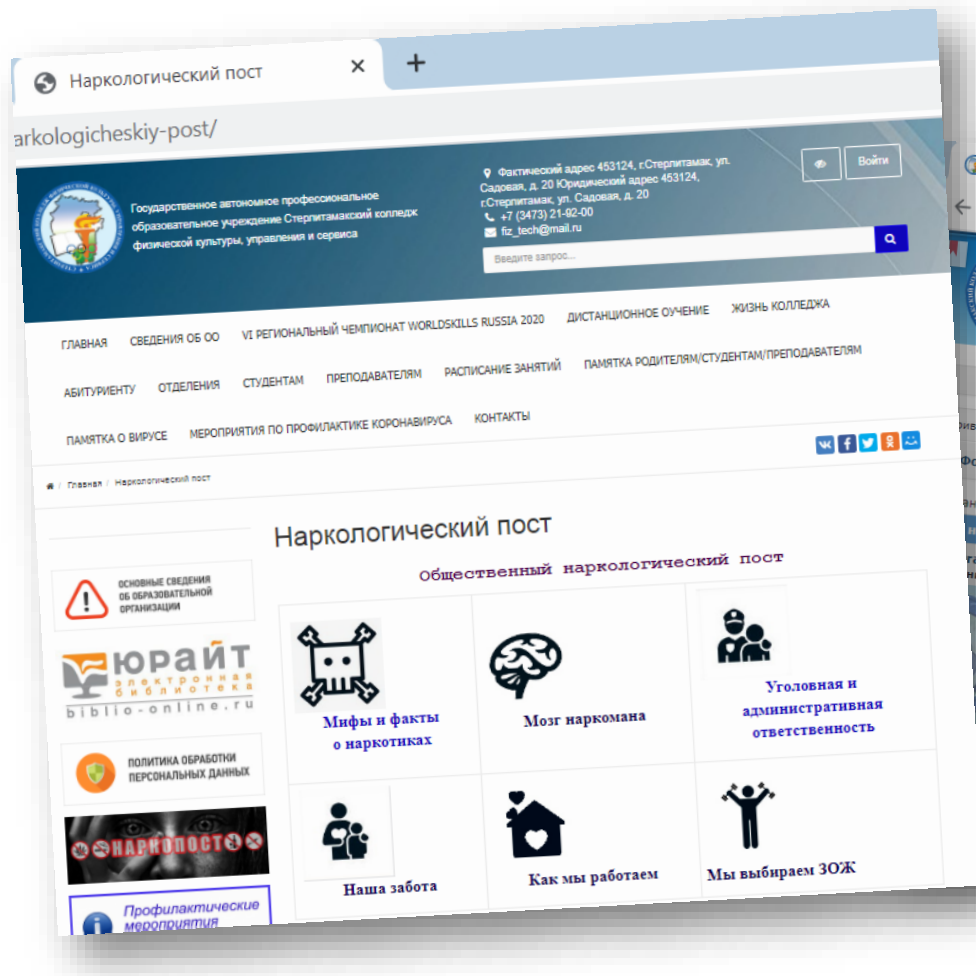 Наркологический пост
arkologicheskiy-post/
Государственное автономное профессиональное
образовательное учреждение Стерлитамакский колледж
физической культуры, управления и сервиса
Фактический адрес 453124, г.Стерлитамак, ул.
Садовая, д. 20 Юридический адрес 453124,
г.Стерлитамак, ул. Садовая, д. 20
+7 (3473) 21-92-00
fiz_tech@mail.ru
Войти
Введите запрос...
ГЛАВНАЯ СВЕДЕНИЯ ОБ ОО VI РЕГИОНАЛЬНЫЙ ЧЕМПИОНАТ WORLDSKILLS RUSSIA 2020 ДИСТАНЦИОННОЕ ОУЧЕНИЕ ЖИЗНЬ КОЛЛЕДЖА
АБИТУРИЕНТУ ОТДЕЛЕНИЯ СТУДЕНТАМ ПРЕПОДАВАТЕЛЯМ РАСПИСАНИЕ ЗАНЯТИЙ ПАМЯТКА РОДИТЕЛЯМ/СТУДЕНТАМ/ПРЕПОДАВАТЕЛЯМ
ПАМЯТКА О ВИРУСЕ МЕРОПРИЯТИЯ ПО ПРОФИЛАКТИКЕ КОРОНАВИРУСА КОНТАКТЫ
/ Главная / Наркологический пост
ОСНОВНЫЕ СВЕДЕНИЯ
ОБ ОБРАЗОВАТЕЛЬНОЙ
ОРГАНИЗАЦИИ
юрайт
электронная
библиотека
biblio-online.ru
ПОЛИТИКА ОБРАБОТКИ
ПЕРСОНАЛЬНЫХ ДАННЫХ
НАРКОПОСТ
Профилактические
мероприятия
Наркологический пост
Общественный наркологический пост
Мифы и факты
о наркотиках
Мозг наркомана
Уголовная и
административная
ответственность
Наша забота
Как мы работаем
Мы выбираем ЗОЖ